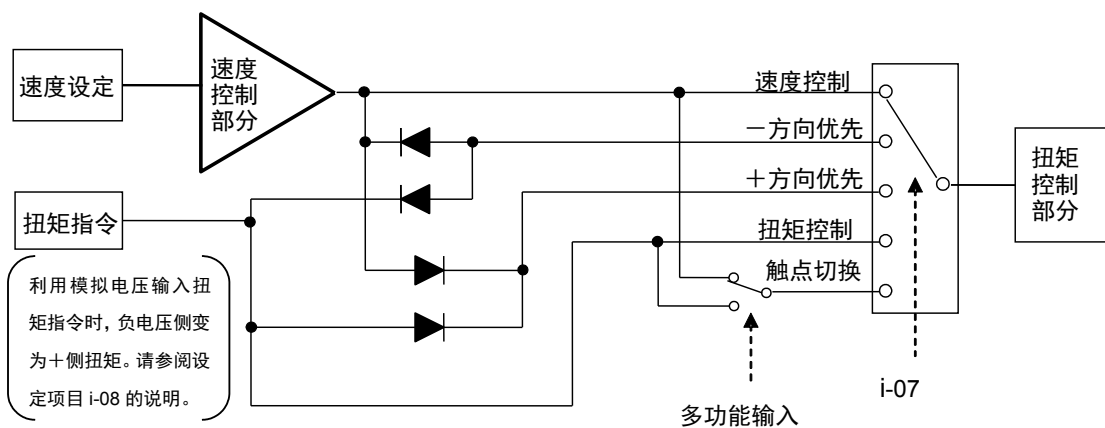 速度设定
速度
控制
部分
速度控制
－方向优先
＋方向优先
扭矩控制
触点切换
扭矩
控制
部分
扭矩指令
利用模拟电压输入扭
矩指令时，负电压侧变
为＋侧扭矩。请参阅设
定项目 i-08 的说明。
多功能输入
i-07